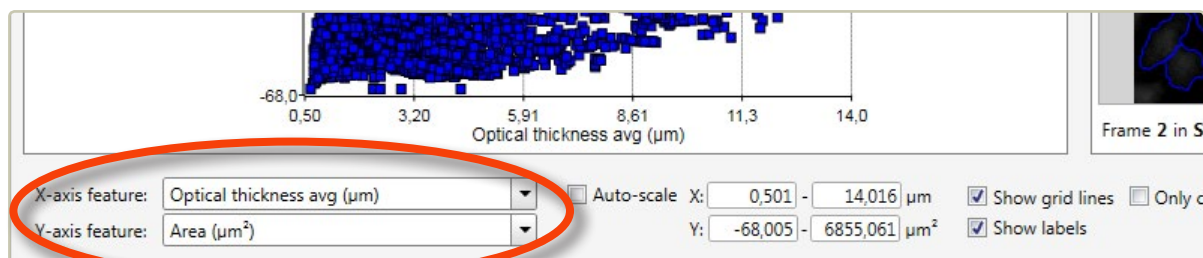 -68,0
0,50 3,20 5,91 8,61 11,3 14,0
Optical thickness avg (µm)
Frame 2 in S
X-axis feature: Optical thickness avg (µm) Auto-scale X: 0,501 - 14,016 µm Show grid lines Only c
Y-axis feature: Area (µm²) Y: -68,005 - 6855,061 µm² Show labels